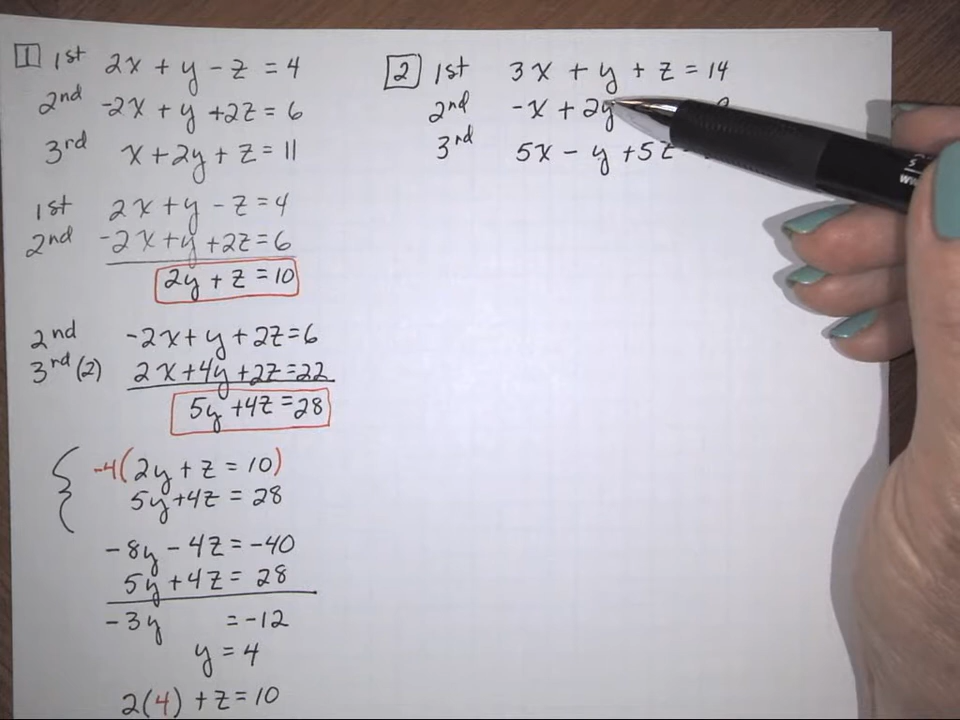 1 1st 2x + y - z = 4
2nd -2x + y +2z = 6
3rd x + 2y + z = 11
1st 2x + y - z = 4
2nd -2x + y + 2z = 6
2y + z = 10
2nd -2x + y + 2z = 6
3rd (2) 2x + 4y + 2z = 22
5y + 4z = 28
-4(2y + z = 10)
5y + 4z = 28
-8y - 4z = -40
5y + 4z = 28
-3y = -12
y = 4
2(4) + z = 10
2 1st 3x + y + z = 14
2nd -x + 2y
3rd 5x - y + 5z